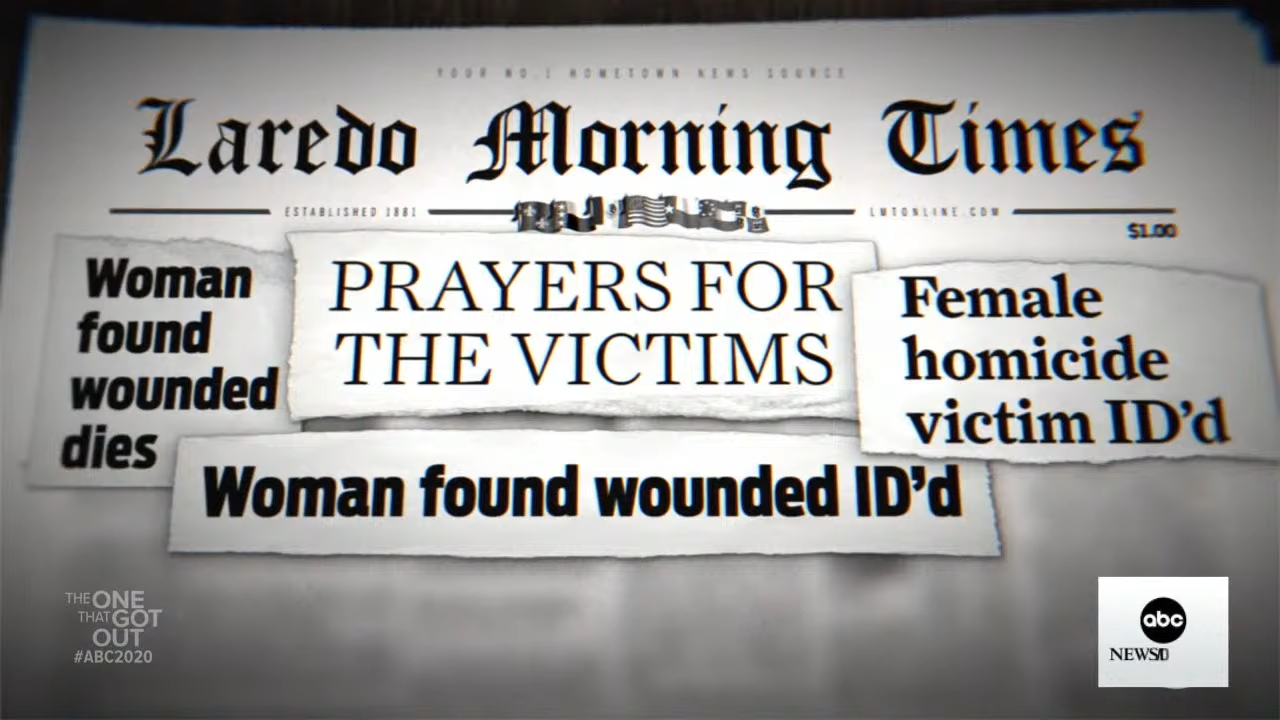 YOUR NO.1 HOMETOWN NEWS SOURCE
Laredo Morning Times
ESTABLISHED 1881
LMTONLINE.COM
$1.00
Woman
found
wounded
dies
PRAYERS FOR
THE VICTIMS
Female
homicide
victim ID’d
Woman found wounded ID’d
THE ONE
THAT GOT
OUT
#ABC2020
abc
NEWS